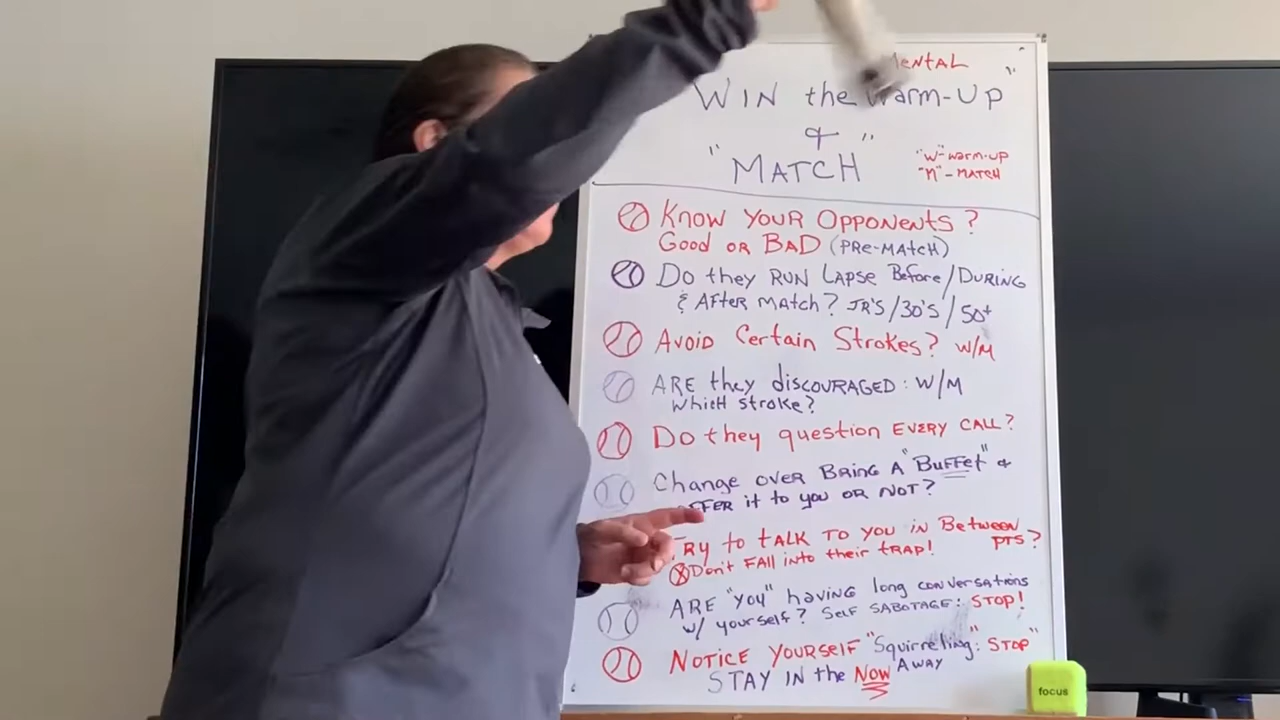 MENTAL "
WIN the Warm-Up
& "
"MATCH
"W"-warm-up
"M"-MATCH
Know Your Opponents?
Good or BAD (PRE-MATCH)
Do they RUN LAPSE Before/DURING
& AFTER MATCH? JR'S/30'S/50+
Avoid Certain Strokes? W/M
ARE they discouraged: W/M
Which stroke?
Do they question EVERY CALL?
Change over BRING A "Buffet" &
FFER it to you OR NOT?
Try to TALK TO YOU IN Between
PTS?
Don't FAll into their TRAP!
ARE "you" having long conversations
w/ yourself? Self SABOTAGE: STOP!
NOTICE YOURSELF "Squirreling:" STOP"
STAY IN the NOW AWAY
focus